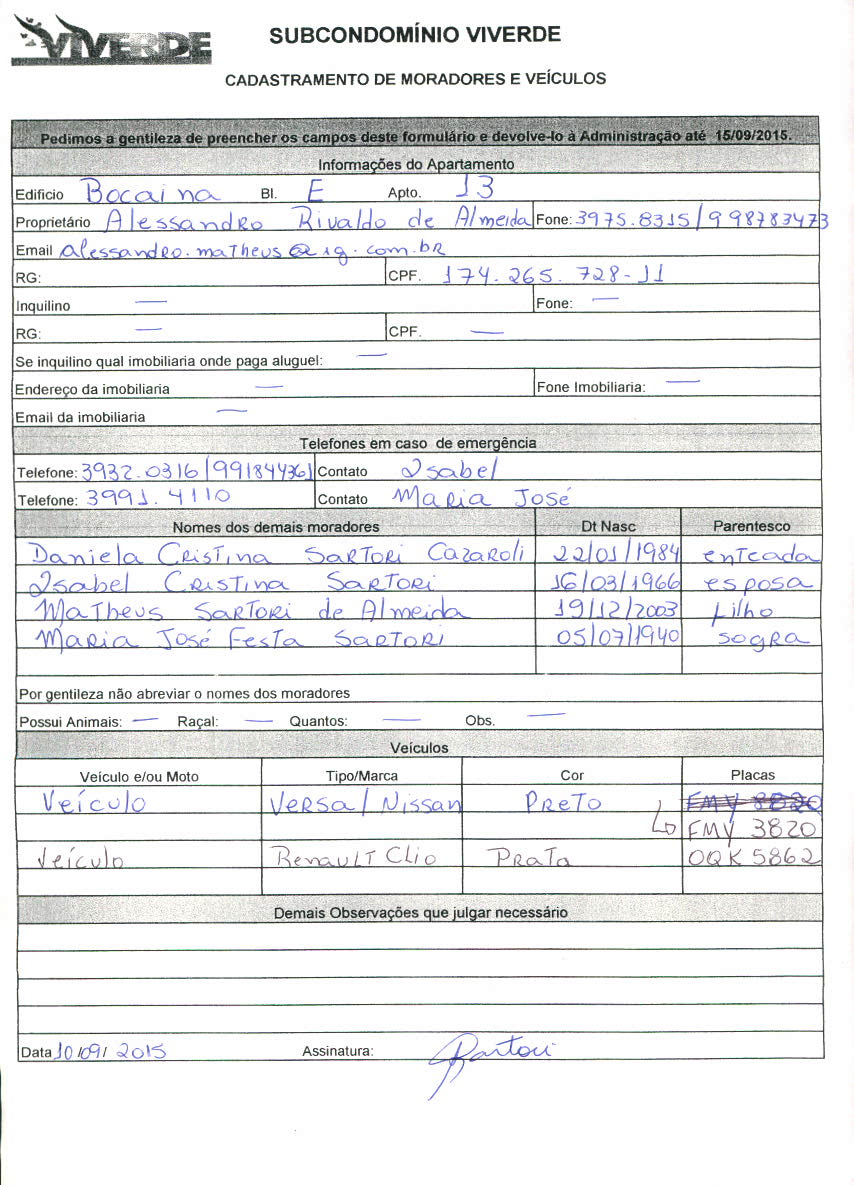 VIVERDE
SUBCONDOMÍNIO VIVERDE
CADASTRAMENTO DE MORADORES E VEÍCULOS
Pedimos a gentileza de preencher os campos deste formulário e devolve-lo à Administração até 15/09/2015.
Informações do Apartamento
Edificio Bocaina Bl. E Apto. 13
Proprietário Alessandro Rivaldo de Almeida Fone: 3975.8315/998783473
Email alessandro.matheus@ig.com.br
RG: CPF. 174.265.728-11
Inquilino — Fone: —
RG: — CPF. —
Se inquilino qual imobiliaria onde paga aluguel: —
Endereço da imobiliaria — Fone Imobiliaria: —
Email da imobiliaria —
Telefones em caso de emergência
Telefone: 3932.0316/991844361 Contato Isabel
Telefone: 3991.4110 Contato Maria José
Nomes dos demais moradores Dt Nasc Parentesco
Daniela Cristina Sartori Cazaroli 22/01/1984 enteada
Isabel Cristina Sartori 16/03/1966 esposa
Matheus Sartori de Almeida 19/12/2003 filho
Maria José Festa Sartori 05/07/1940 sogra
Por gentileza não abreviar o nomes dos moradores
Possui Animais: — Raçal: — Quantos: — Obs. —
Veículos
Veículo e/ou Moto Tipo/Marca Cor Placas
Veículo Versa/Nissan Preto FMY 8820
FMY 3820
Veículo Renault Clio Prata OQK 5862
Demais Observações que julgar necessário
Data 10/09/2015 Assinatura: Sartori